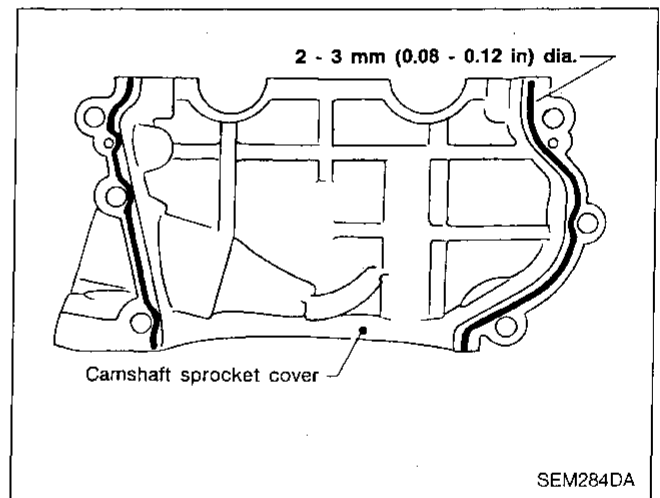 2 - 3 mm (0.08 - 0.12 in) dia.
Camshaft sprocket cover
SEM284DA